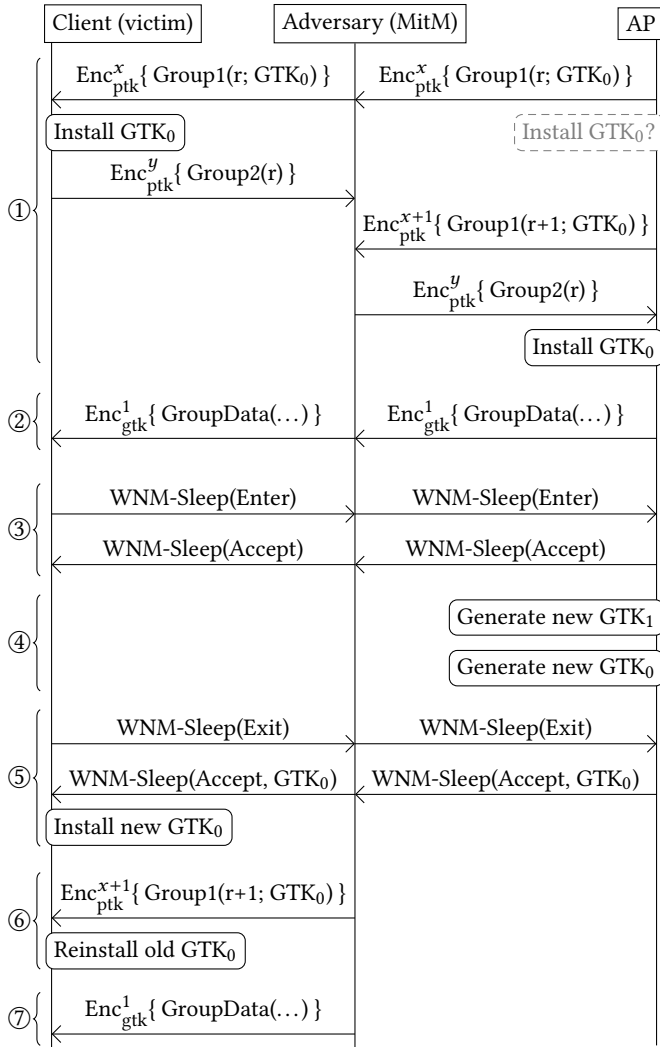 Client (victim) Adversary (MitM) AP
Enc^x_ptk{ Group1(r; GTK₀) } Enc^x_ptk{ Group1(r; GTK₀) }
Install GTK₀ Install GTK₀?
Enc^y_ptk{ Group2(r) }
①
Enc^{x+1}_ptk{ Group1(r+1; GTK₀) }
Enc^y_ptk{ Group2(r) }
Install GTK₀
② Enc^1_gtk{ GroupData(…) } Enc^1_gtk{ GroupData(…) }
WNM-Sleep(Enter) WNM-Sleep(Enter)
③
WNM-Sleep(Accept) WNM-Sleep(Accept)
Generate new GTK₁
④
Generate new GTK₀
WNM-Sleep(Exit) WNM-Sleep(Exit)
⑤ WNM-Sleep(Accept, GTK₀) WNM-Sleep(Accept, GTK₀)
Install new GTK₀
Enc^{x+1}_ptk{ Group1(r+1; GTK₀) }
⑥
Reinstall old GTK₀
⑦ Enc^1_gtk{ GroupData(…) }